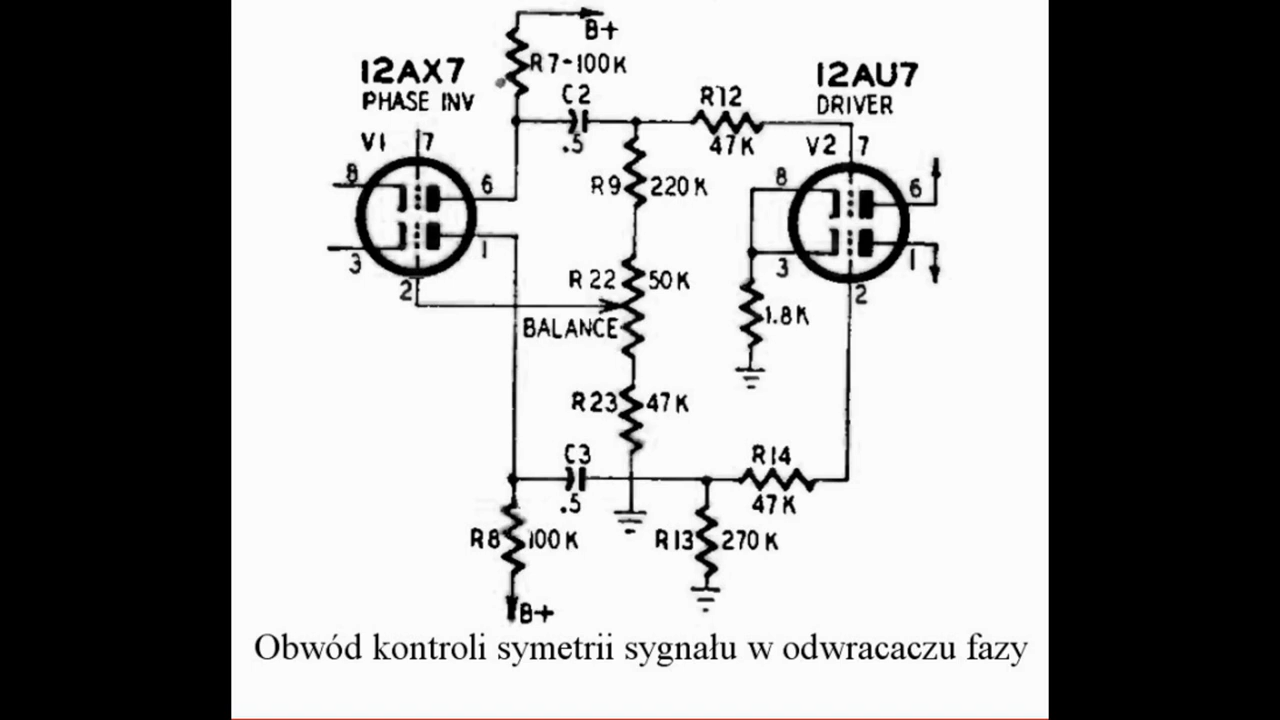 B+
R7-100K
12AX7
PHASE INV
C2
.5
R12
47K
12AU7
DRIVER
V1
7
V2
7
8
6
R9
220K
8
6
3
1
2
R22
50K
3
1
2
BALANCE
1.8K
R23
47K
C3
.5
R14
47K
R8
100K
R13
270K
B+
Obwód kontroli symetrii sygnału w odwracaczu fazy